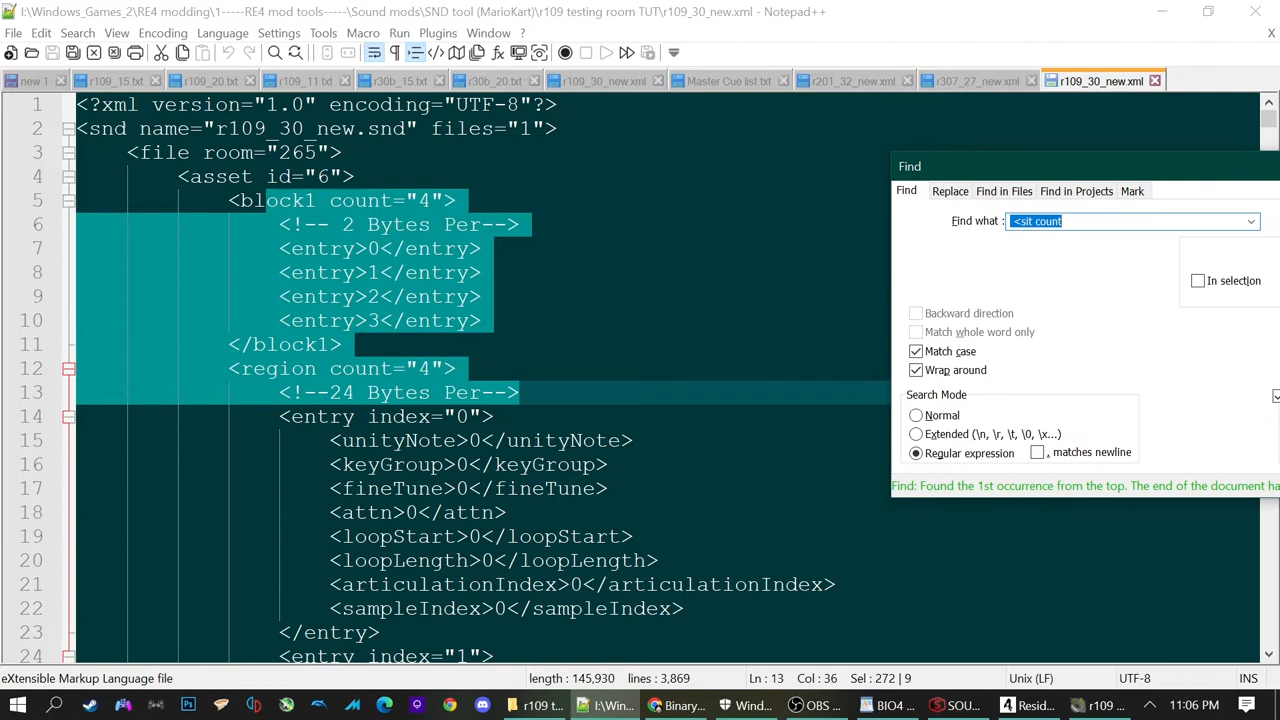 I:\Windows_Games_2\RE4 modding\1-----RE4 mod tools-----\Sound mods\SND tool (MarioKart)\r109 testing room TUT\r109_30_new.xml - Notepad++
File Edit Search View Encoding Language Settings Tools Macro Run Plugins Window ?
X
new 1 r109_15.txt r109_20.txt r109_11.txt r30b_15.txt r30b_20.txt r109_30_new.xml Master Cue list.txt r201_32_new.xml r307_27_new.xml r109_30_new.xml
1 <?xml version="1.0" encoding="UTF-8"?>
2 <snd name="r109_30_new.snd" files="1">
3 <file room="265">
4 <asset id="6">
5 <block1 count="4">
6 <!-- 2 Bytes Per-->
7 <entry>0</entry>
8 <entry>1</entry>
9 <entry>2</entry>
10 <entry>3</entry>
11 </block1>
12 <region count="4">
13 <!--24 Bytes Per-->
14 <entry index="0">
15 <unityNote>0</unityNote>
16 <keyGroup>0</keyGroup>
17 <fineTune>0</fineTune>
18 <attn>0</attn>
19 <loopStart>0</loopStart>
20 <loopLength>0</loopLength>
21 <articulationIndex>0</articulationIndex>
22 <sampleIndex>0</sampleIndex>
23 </entry>
24 <entry index="1">
Find
Find Replace Find in Files Find in Projects Mark
Find what : <sit count
In selection
Backward direction
Match whole word only
Match case
Wrap around
Search Mode
Normal
Extended (\n, \r, \t, \0, \x...)
Regular expression . matches newline
Find: Found the 1st occurrence from the top. The end of the document ha
eXtensible Markup Language file length : 145,930 lines : 3,869 Ln : 13 Col : 36 Sel : 272 | 9 Unix (LF) UTF-8 INS
r109 t... I:\Win... Binary... Wind... OBS ... BIO4 ... SOU... Resid... r109 ... 11:06 PM